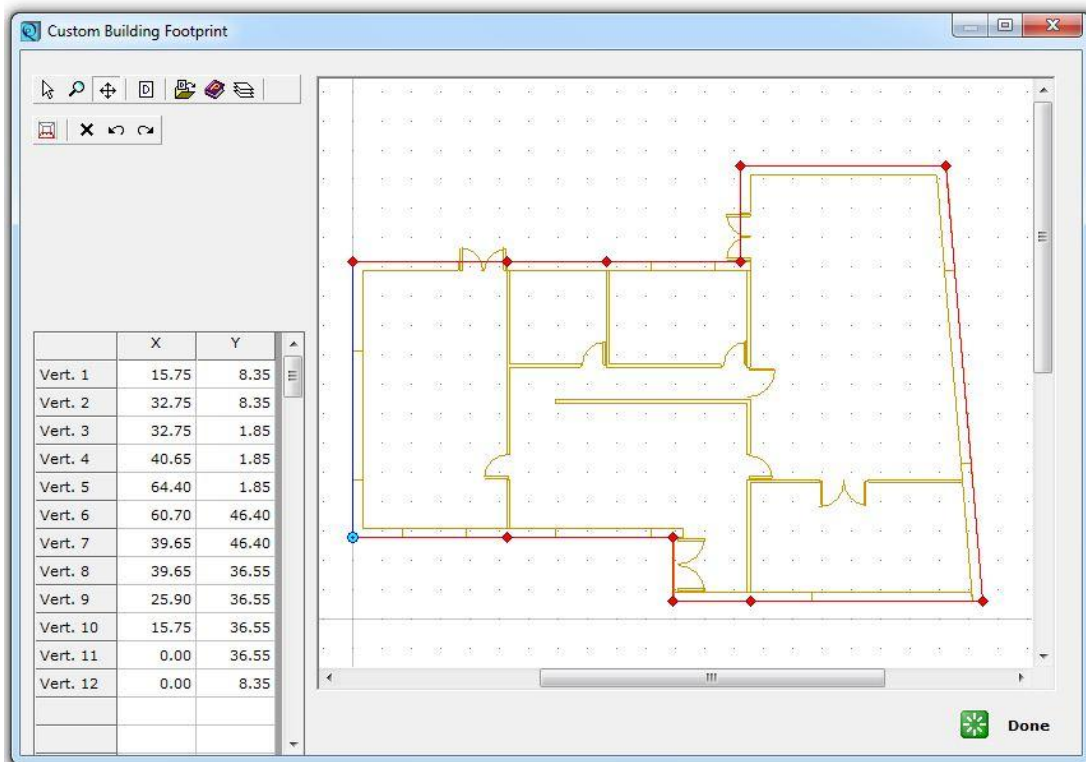 Custom Building Footprint
D
D
X Y
Vert. 1 15.75 8.35
Vert. 2 32.75 8.35
Vert. 3 32.75 1.85
Vert. 4 40.65 1.85
Vert. 5 64.40 1.85
Vert. 6 60.70 46.40
Vert. 7 39.65 46.40
Vert. 8 39.65 36.55
Vert. 9 25.90 36.55
Vert. 10 15.75 36.55
Vert. 11 0.00 36.55
Vert. 12 0.00 8.35
Done